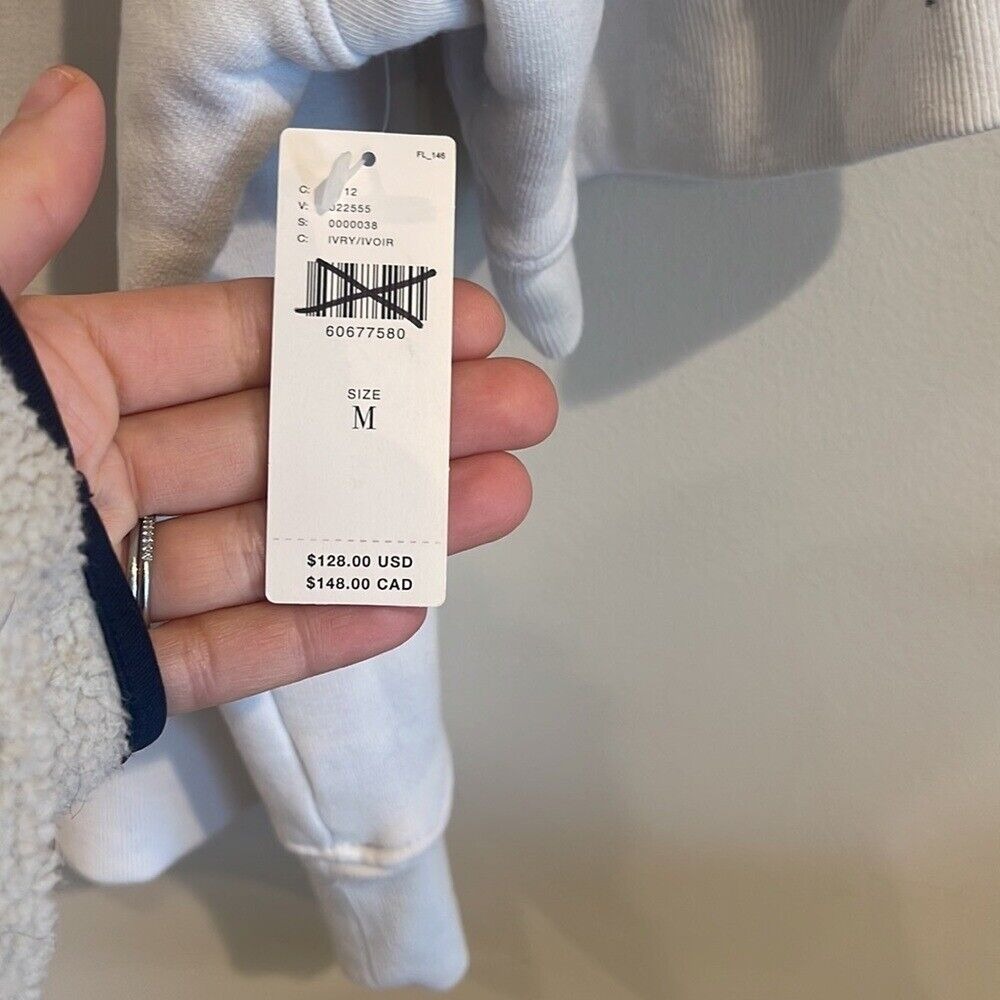 FL_146
C: 12
V: 022555
S: 0000038
C: IVRY/IVOIR
60677580
SIZE
M
$128.00 USD
$148.00 CAD